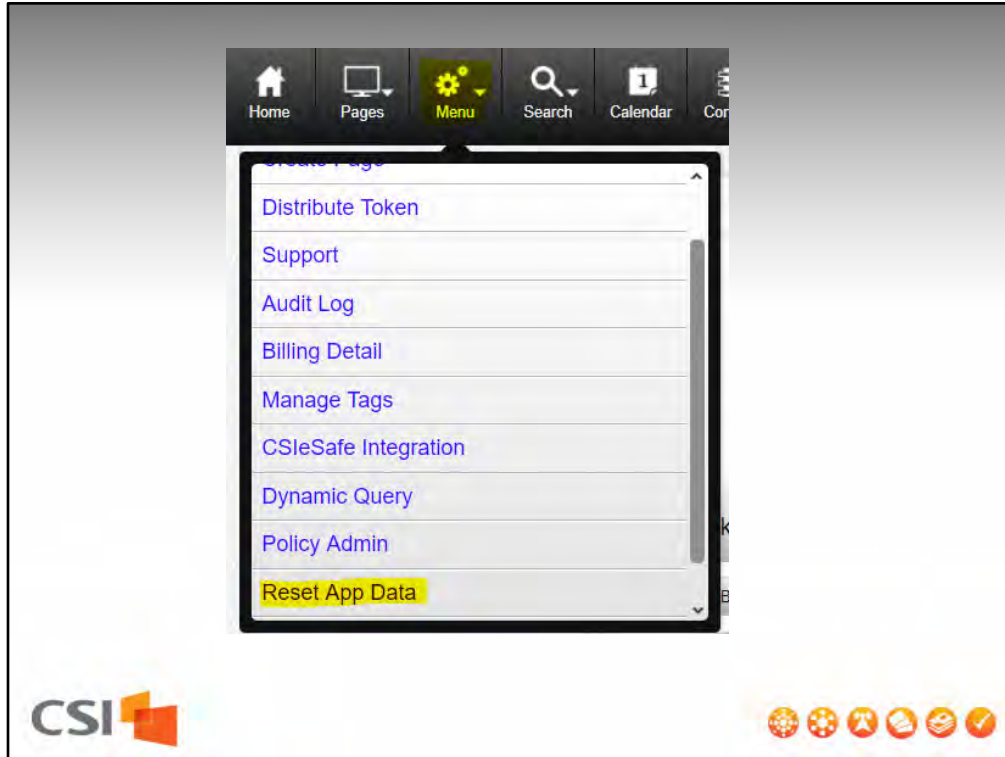 Home
Pages
Menu
Search
1
Calendar
Distribute Token
Support
Audit Log
Billing Detail
Manage Tags
CSIeSafe Integration
Dynamic Query
Policy Admin
Reset App Data
CSI